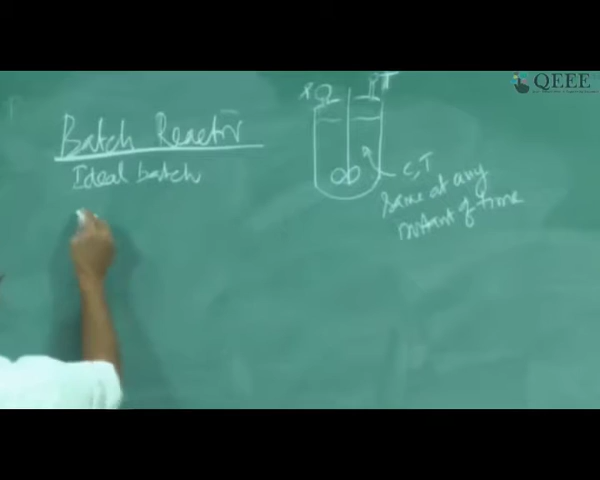 QEEE
Batch Reactor
Ideal batch
C, T
Same at any
instant of time